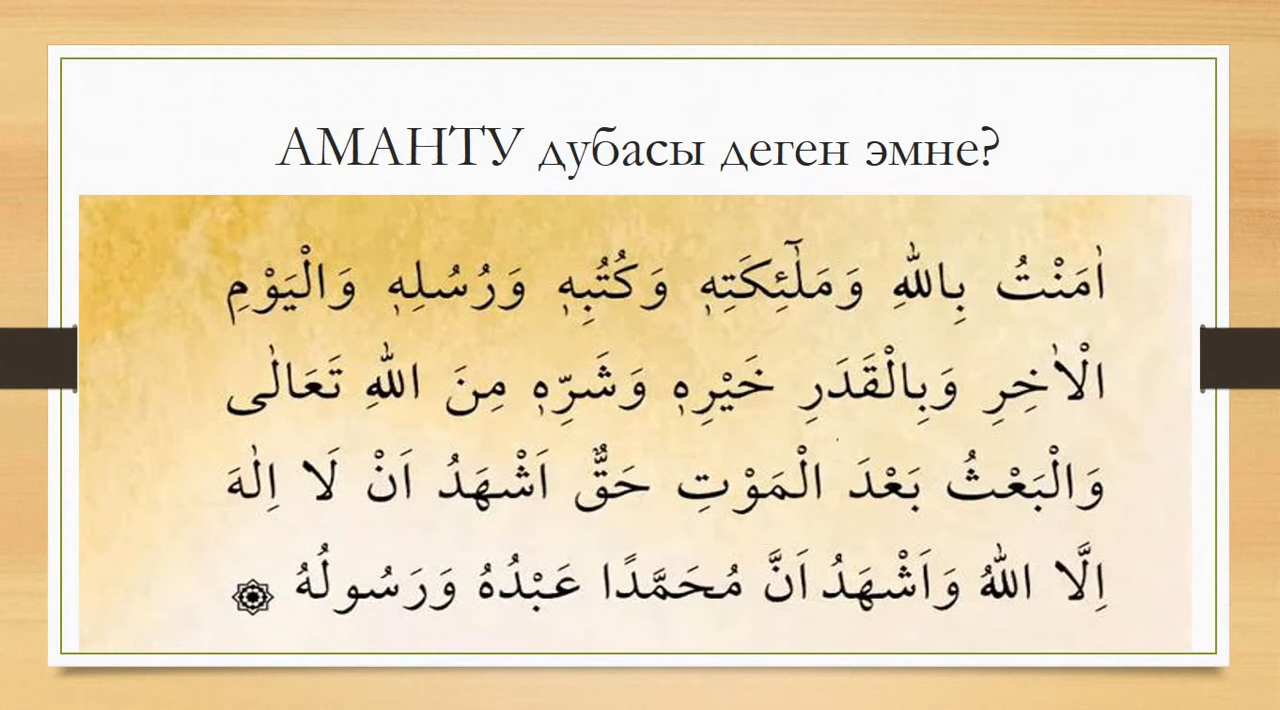 АМАНТУ дубасы деген эмне?
اٰمَنْتُ بِاللّٰهِ وَمَلٰٓئِكَتِهٖ وَكُتُبِهٖ وَرُسُلِهٖ وَالْيَوْمِ
الْاٰخِرِ وَبِالْقَدَرِ خَيْرِهٖ وَشَرِّهٖ مِنَ اللّٰهِ تَعَالٰى
وَالْبَعْثُ بَعْدَ الْمَوْتِ حَقٌّ اَشْهَدُ اَنْ لَا اِلٰهَ
اِلَّا اللّٰهُ وَاَشْهَدُ اَنَّ مُحَمَّدًا عَبْدُهُ وَرَسُولُهُ